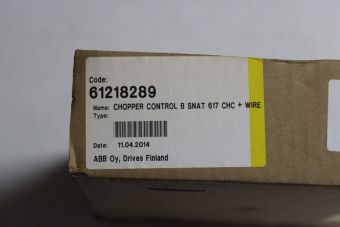 Code:
61218289
Name: CHOPPER CONTROL B SNAT 617 CHC + WIRE
Type:
Date: 11.04.2014
ABB Oy, Drives Finland